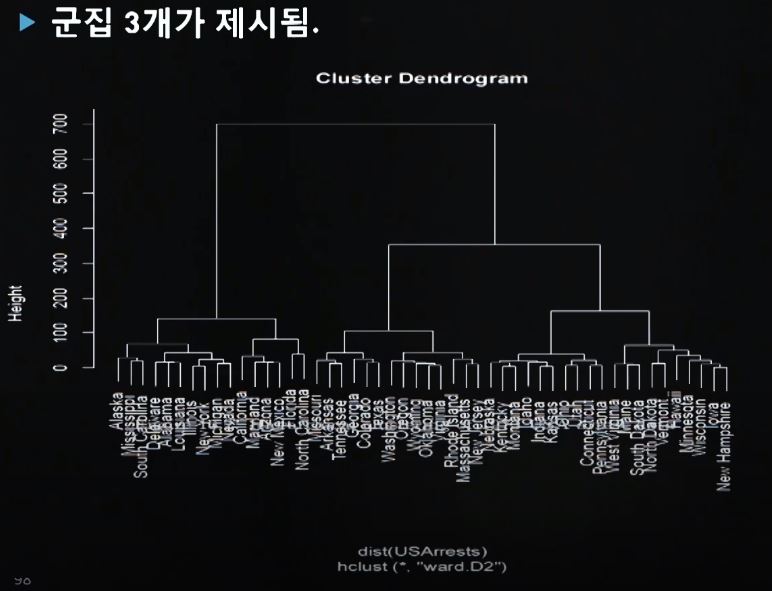 ▶ 군집 3개가 제시됨.
Cluster Dendrogram
Height
700
600
500
400
300
200
100
0
Alaska
Mississippi
South Carolina
Delaware
Alabama
Louisiana
Illinois
New York
Michigan
Nevada
California
Maryland
New Mexico
Florida
North Carolina
Missouri
Arkansas
Tennessee
Georgia
Colorado
Texas
Washington
Oregon
Wyoming
Oklahoma
Virginia
Rhode Island
Massachusetts
New Jersey
Nebraska
Kentucky
Montana
Idaho
Indiana
Kansas
Ohio
Utah
Connecticut
Pennsylvania
West Virginia
Maine
South Dakota
North Dakota
Vermont
Hawaii
Minnesota
Wisconsin
Iowa
New Hampshire
dist(USArrests)
hclust (*, "ward.D2")